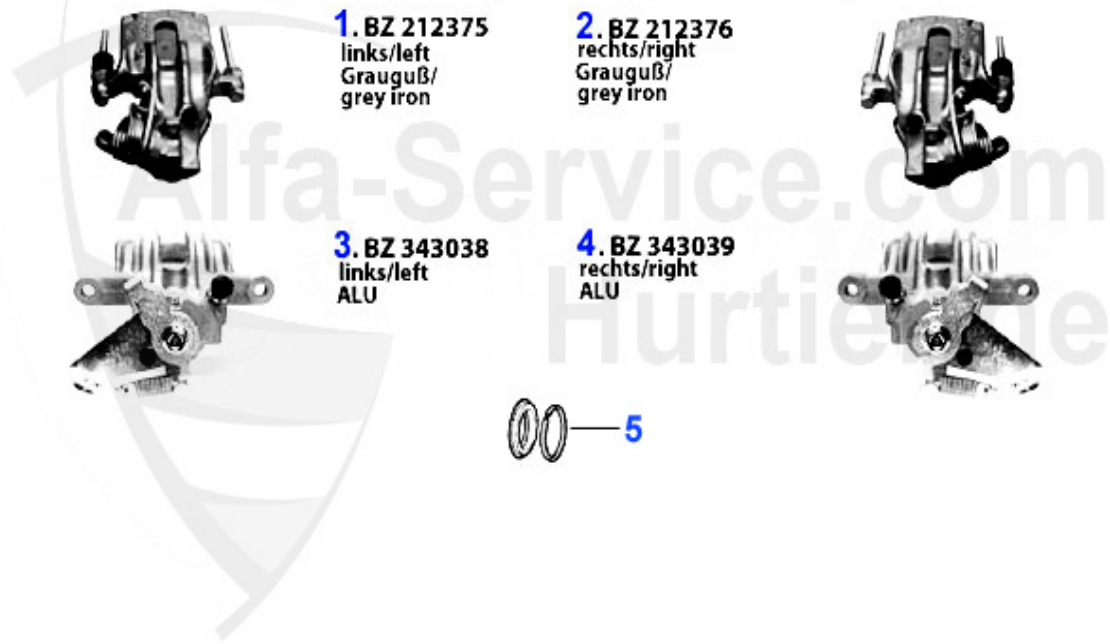 1. BZ 212375
links/left
Grauguß/
grey iron
2. BZ 212376
rechts/right
Grauguß/
grey iron
Alfa-Service.com
3. BZ 343038
links/left
ALU
4. BZ 343039
rechts/right
ALU
5